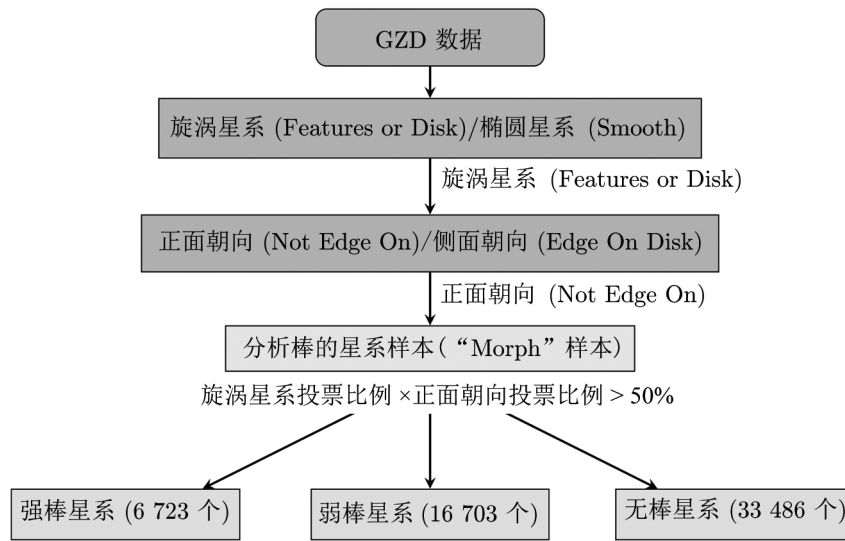 GZD 数据
旋涡星系 (Features or Disk)/椭圆星系 (Smooth)
旋涡星系 (Features or Disk)
正面朝向 (Not Edge On)/侧面朝向 (Edge On Disk)
正面朝向 (Not Edge On)
分析棒的星系样本(“Morph”样本)
旋涡星系投票比例×正面朝向投票比例 > 50%
强棒星系 (6 723 个)
弱棒星系 (16 703 个)
无棒星系 (33 486 个)